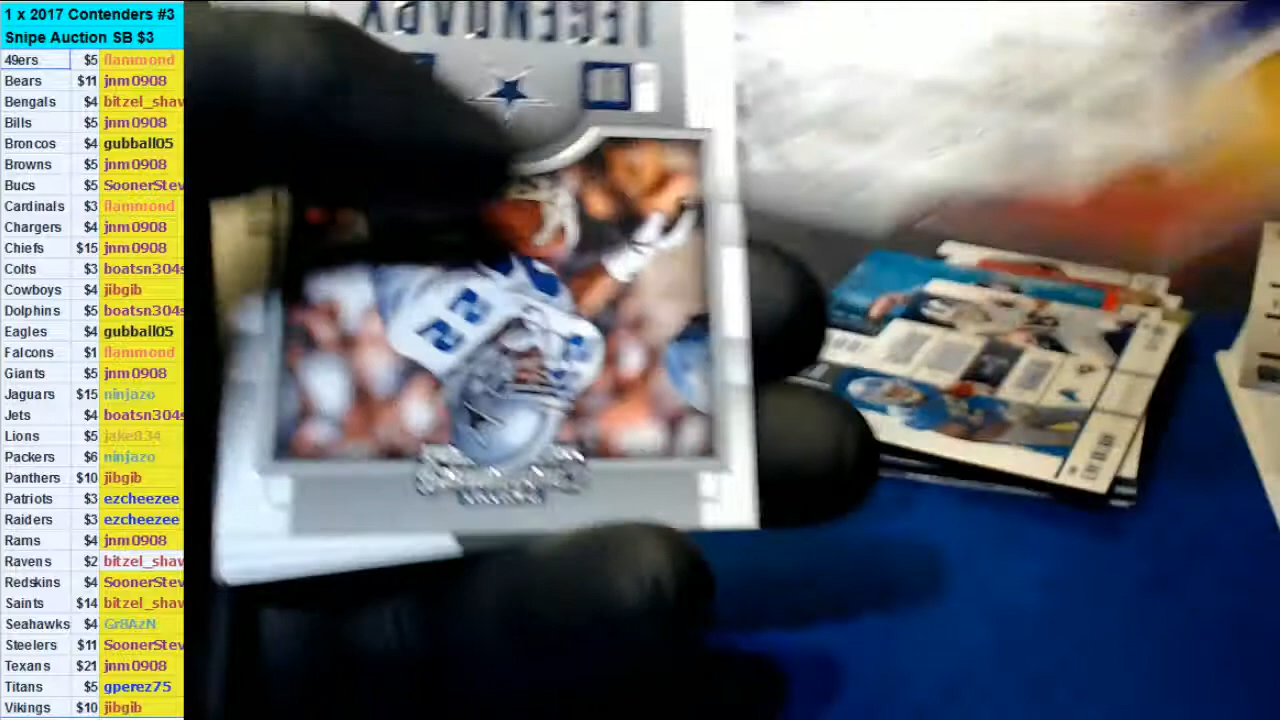 1 x 2017 Contenders #3
Snipe Auction SB $3
49ers $5 flammond
Bears $11 jnm0908
Bengals $4 bitzel_shaw
Bills $5 jnm0908
Broncos $4 gubball05
Browns $5 jnm0908
Bucs $5 SoonerStev
Cardinals $3 flammond
Chargers $4 jnm0908
Chiefs $15 jnm0908
Colts $3 boatsn304s
Cowboys $4 jibgib
Dolphins $5 boatsn304s
Eagles $4 gubball05
Falcons $1 flammond
Giants $5 jnm0908
Jaguars $15 ninjazo
Jets $4 boatsn304s
Lions $5 jake834
Packers $6 ninjazo
Panthers $10 jibgib
Patriots $3 ezcheezee
Raiders $3 ezcheezee
Rams $4 jnm0908
Ravens $2 bitzel_shaw
Redskins $4 SoonerStev
Saints $14 bitzel_shaw
Seahawks $4 Gr8AzN
Steelers $11 SoonerStev
Texans $21 jnm0908
Titans $5 gperez75
Vikings $10 jibgib
LEGENDARY
22